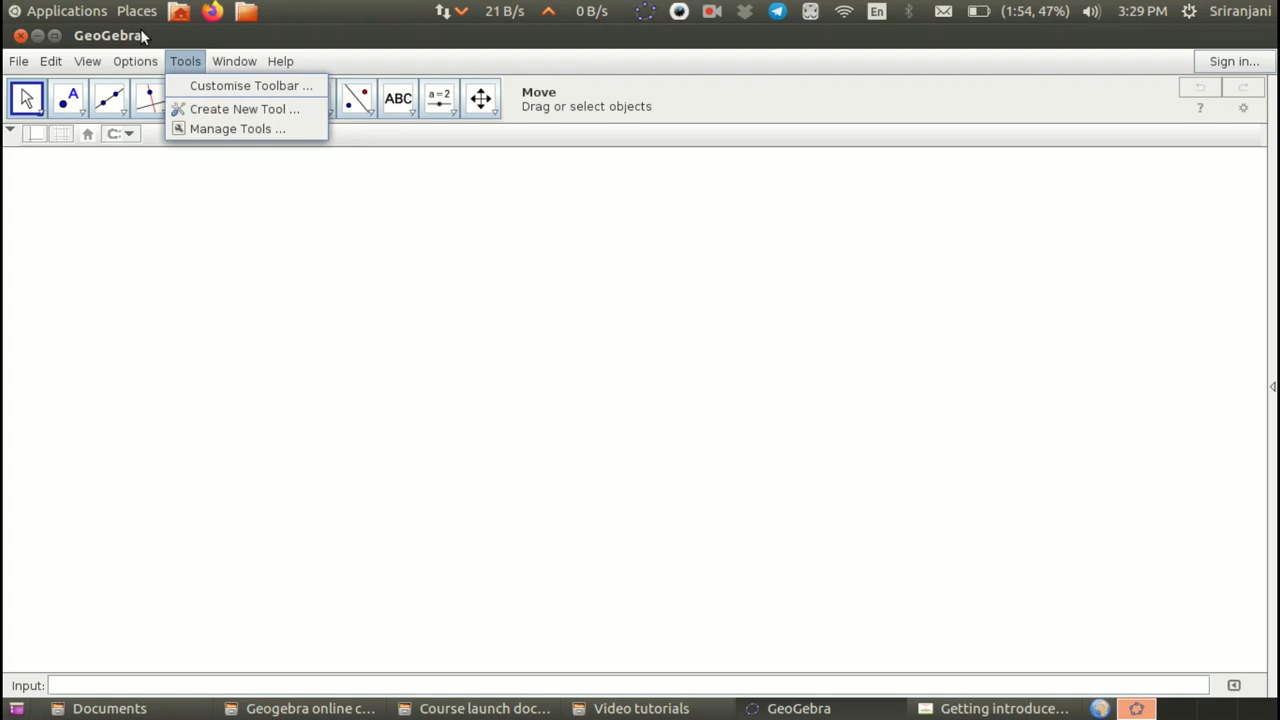 Applications Places 21 B/s 0 B/s En (1:54, 47%) 3:29 PM Sriranjani
GeoGebra
File Edit View Options Tools Window Help Sign in...
Customise Toolbar ...
Create New Tool ...
Manage Tools ...
A ABC a=2 Move
Drag or select objects
?
Input:
Documents Geogebra online c... Course launch doc... Video tutorials GeoGebra Getting introduce...